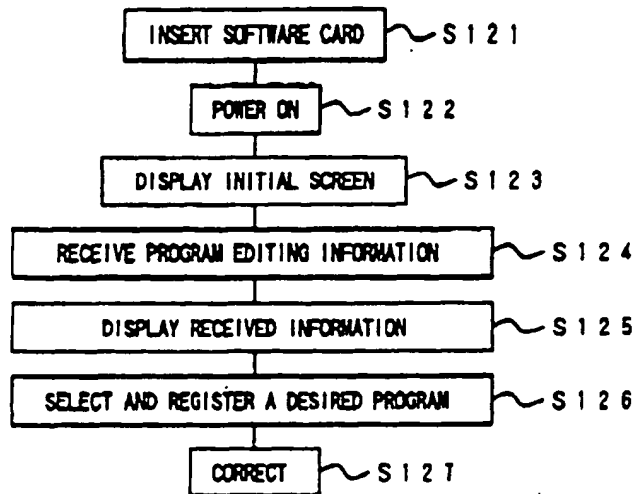 INSERT SOFTWARE CARD S121
POWER ON S122
DISPLAY INITIAL SCREEN S123
RECEIVE PROGRAM EDITING INFORMATION S124
DISPLAY RECEIVED INFORMATION S125
SELECT AND REGISTER A DESIRED PROGRAM S126
CORRECT S127